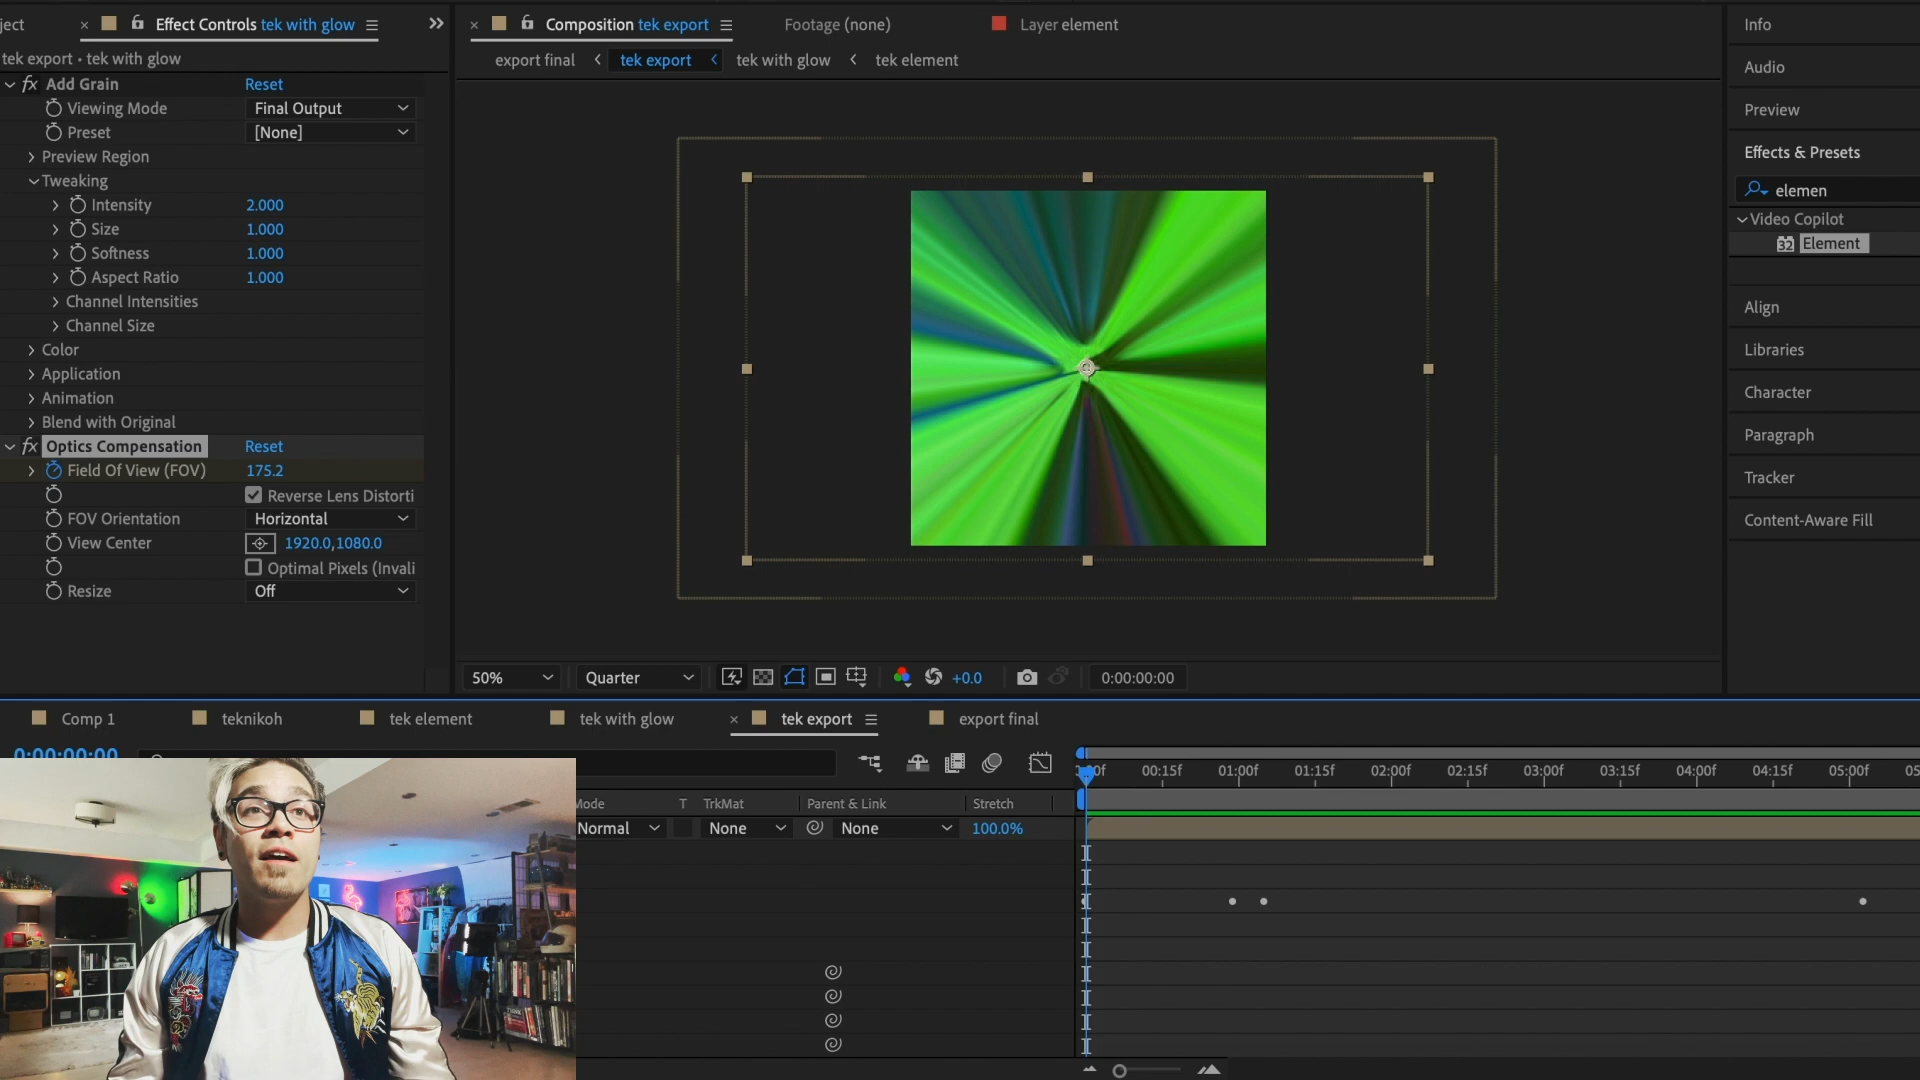 ject
× Effect Controls tek with glow
tek export • tek with glow
fx Add Grain Reset
Viewing Mode Final Output
Preset [None]
Preview Region
Tweaking
Intensity 2.000
Size 1.000
Softness 1.000
Aspect Ratio 1.000
Channel Intensities
Channel Size
Color
Application
Animation
Blend with Original
fx Optics Compensation Reset
Field Of View (FOV) 175.2
Reverse Lens Distorti
FOV Orientation Horizontal
View Center 1920.0,1080.0
Optimal Pixels (Invali
Resize Off
× Composition tek export
Footage (none)
Layer element
export final < tek export < tek with glow < tek element
50% Quarter +0.0 0:00:00:00
Info
Audio
Preview
Effects & Presets
elemen
Video Copilot
32 Element
Align
Libraries
Character
Paragraph
Tracker
Content-Aware Fill
Comp 1 teknikoh tek element tek with glow × tek export export final
0:00:00:00
00f 00:15f 01:00f 01:15f 02:00f 02:15f 03:00f 03:15f 04:00f 04:15f 05:00f 05
Mode T TrkMat Parent & Link Stretch
Normal None None 100.0%